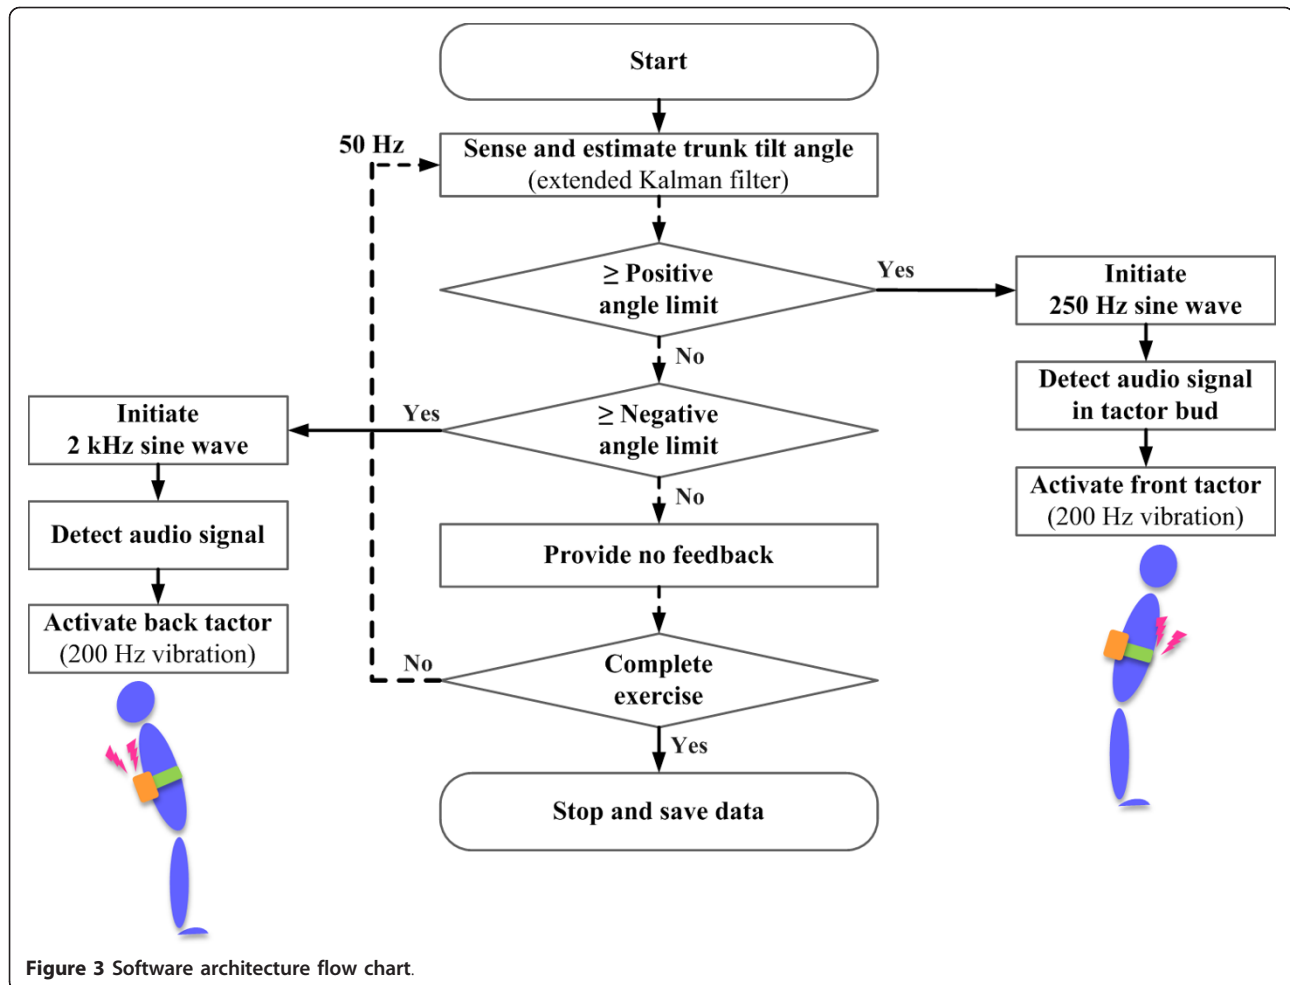 Start
50 Hz
Sense and estimate trunk tilt angle
(extended Kalman filter)
≥ Positive
angle limit
Yes
Initiate
250 Hz sine wave
No
Detect audio signal
in tactor bud
Activate front tactor
(200 Hz vibration)
≥ Negative
angle limit
Yes
Initiate
2 kHz sine wave
Detect audio signal
Activate back tactor
(200 Hz vibration)
No
Provide no feedback
Complete
exercise
No
Yes
Stop and save data
Figure 3 Software architecture flow chart.